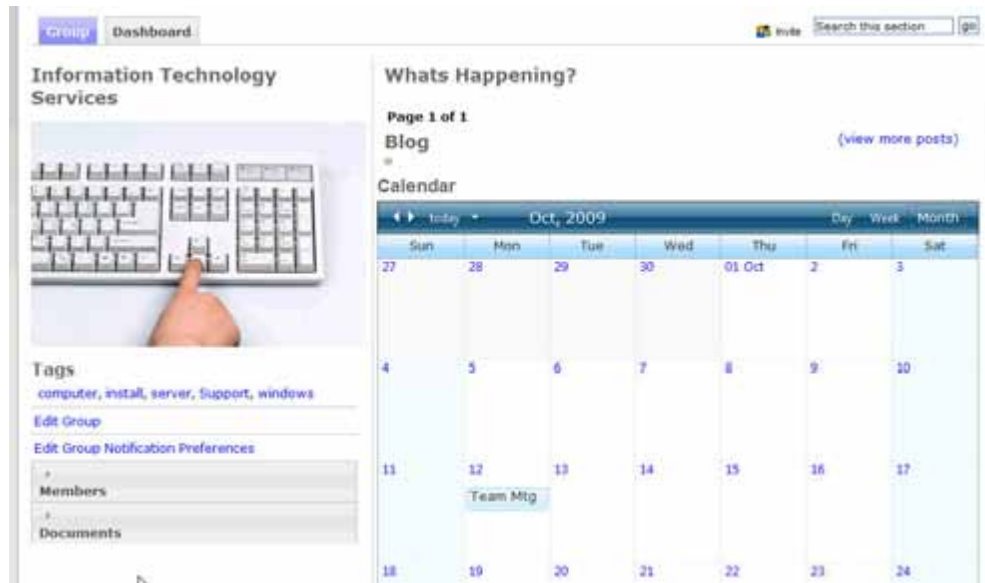 Group Dashboard
Invite Search this section go
Information Technology
Services
Tags
computer, install, server, Support, windows
Edit Group
Edit Group Notification Preferences
Members
Documents
Whats Happening?
Page 1 of 1
Blog
(view more posts)
Calendar
today Oct, 2009 Day Week Month
Sun Mon Tue Wed Thu Fri Sat
27 28 29 30 01 Oct 2 3
4 5 6 7 8 9 10
11 12 13 14 15 16 17
Team Mtg
18 19 20 21 22 23 24